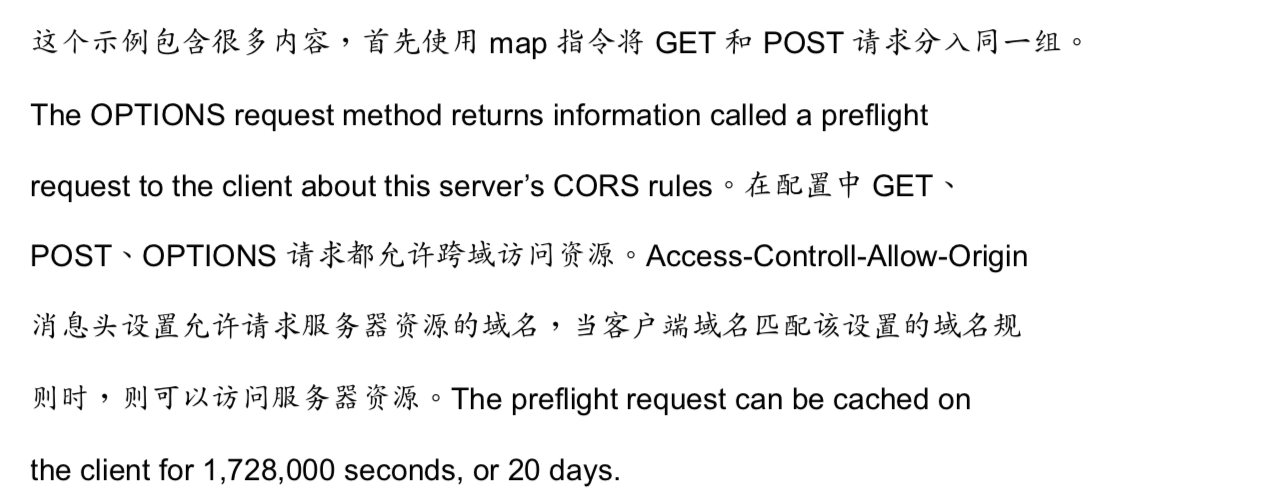 这个示例包含很多内容，首先使用 map 指令将 GET 和 POST 请求分入同一组。
The OPTIONS request method returns information called a preflight
request to the client about this server’s CORS rules。在配置中 GET、
POST、OPTIONS 请求都允许跨域访问资源。Access-Controll-Allow-Origin
消息头设置允许请求服务器资源的域名，当客户端域名匹配该设置的域名规
则时，则可以访问服务器资源。The preflight request can be cached on
the client for 1,728,000 seconds, or 20 days.